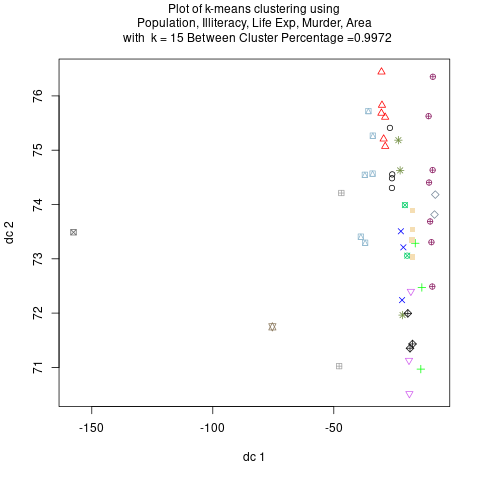 Plot of k-means clustering using
Population, Illiteracy, Life Exp, Murder, Area
with k = 15 Between Cluster Percentage =0.9972
76
75
74
73
72
71
dc 2
-150
-100
-50
dc 1